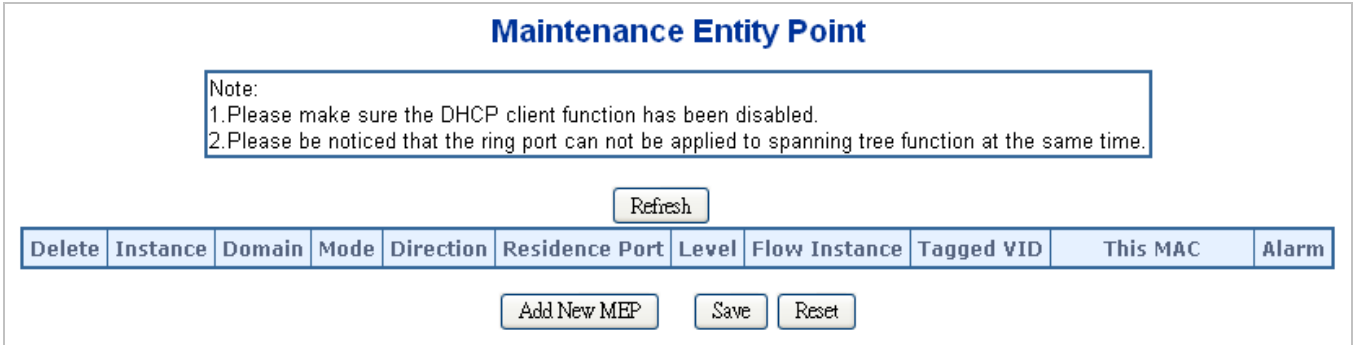 Maintenance Entity Point
Note:
1.Please make sure the DHCP client function has been disabled.
2.Please be noticed that the ring port can not be applied to spanning tree function at the same time.
Refresh
Delete Instance Domain Mode Direction Residence Port Level Flow Instance Tagged VID This MAC Alarm
Add New MEP Save Reset